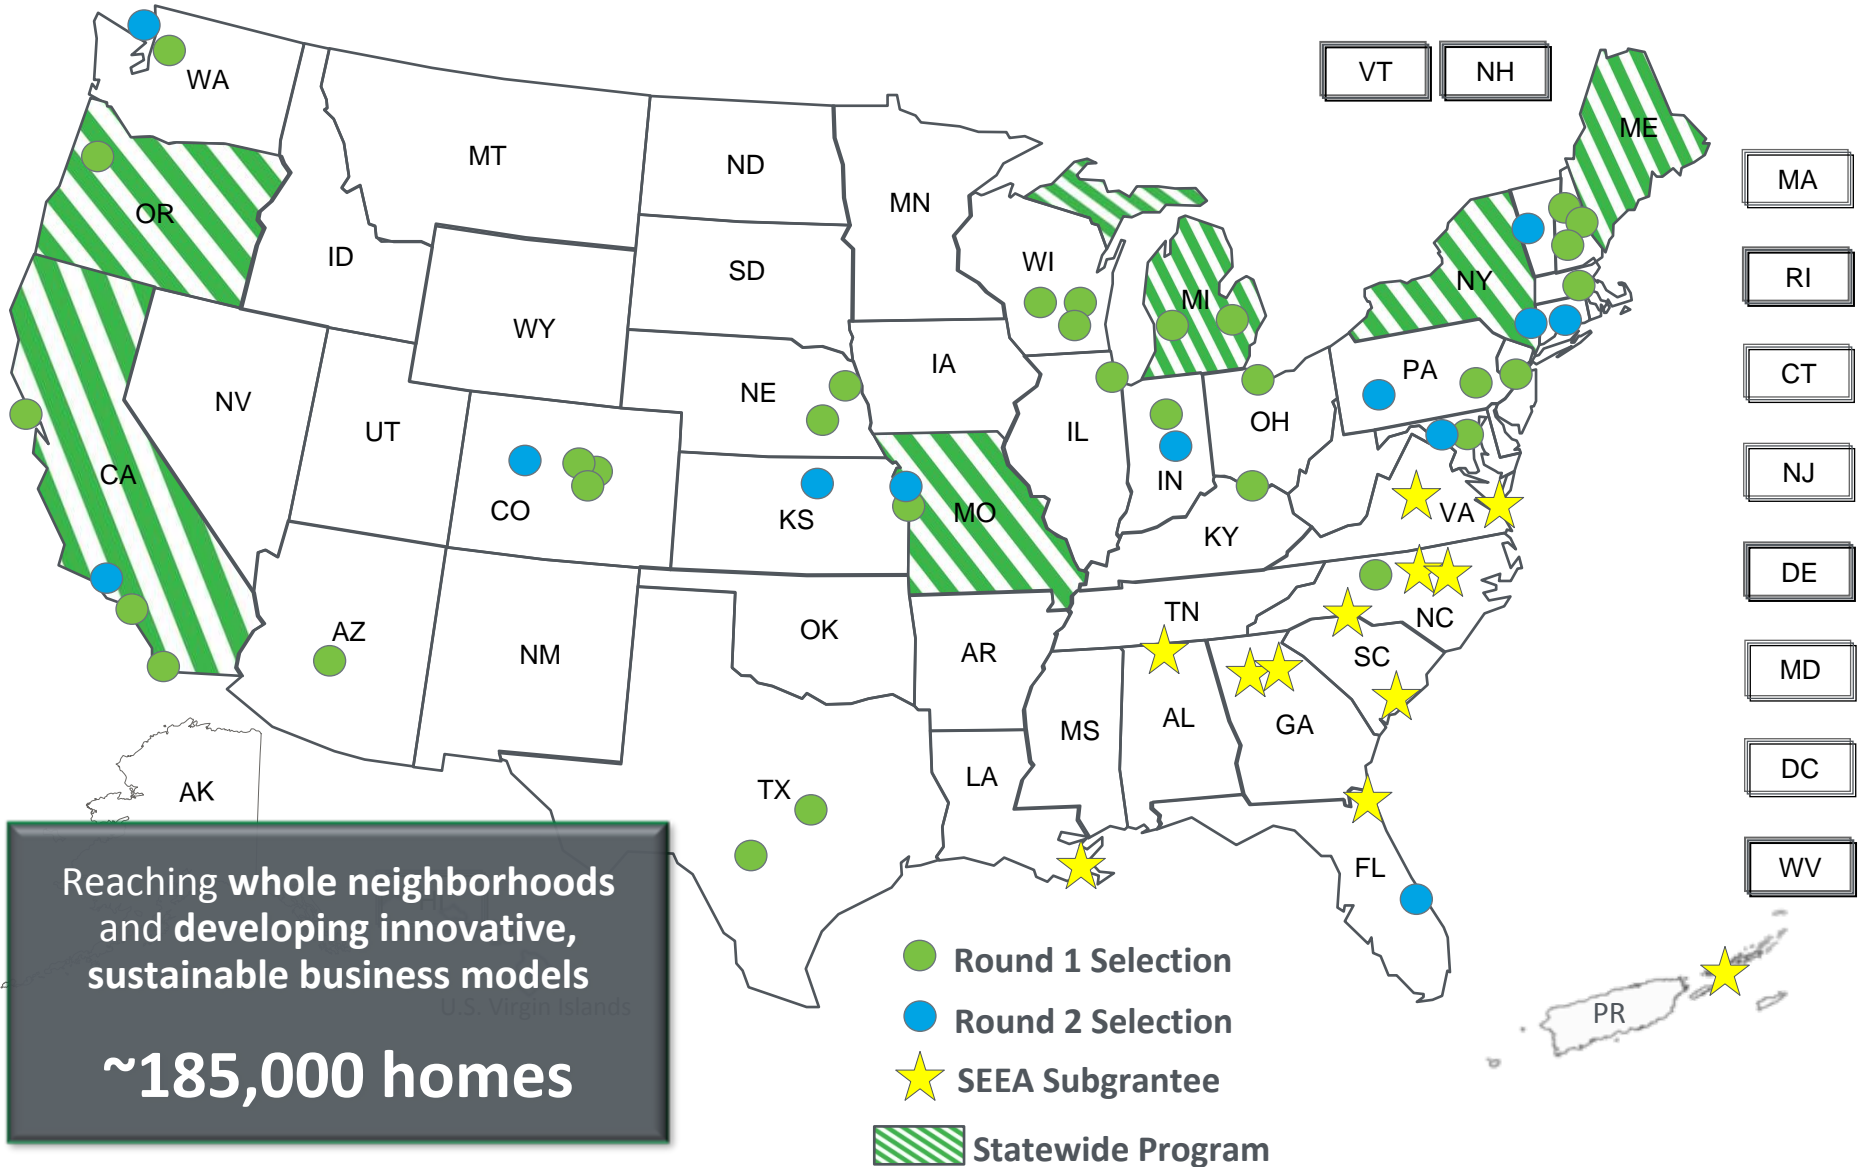 VT
NH
WA
ME
MT
ND
MN
MA
OR
ID
SD
WI
RI
NY
MI
WY
IA
PA
CT
NE
NV
UT
IL
OH
NJ
CA
CO
KS
MO
IN
VA
KY
DE
AZ
NM
OK
AR
TN
NC
SC
MD
MS
AL
GA
DC
AK
TX
LA
FL
WV
PR
Reaching whole neighborhoods
and developing innovative,
sustainable business models
U.S. Virgin Islands
~185,000 homes
Round 1 Selection
Round 2 Selection
SEEA Subgrantee
Statewide Program